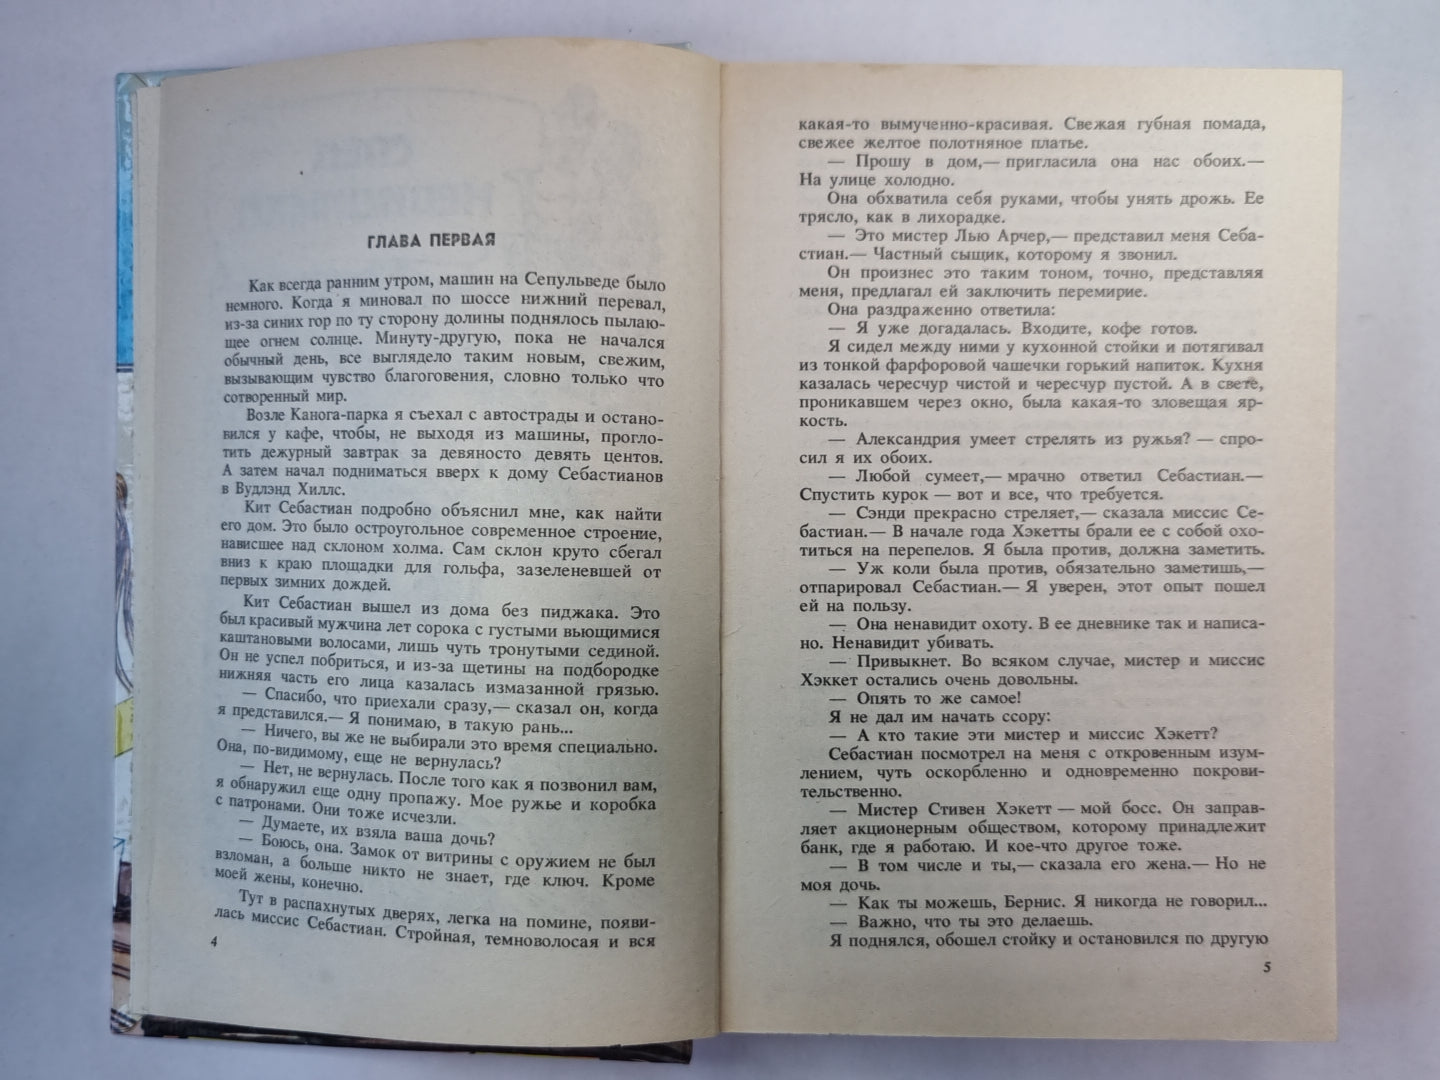 ГЛАВА ПЕРВАЯ
Как всегда ранним утром, машин на Сепульведе было
немного. Когда я миновал по шоссе нижний перевал,
из-за синих гор по ту сторону долины поднялось пылаю-
щее огнем солнце. Минуту-другую, пока не начался
обычный день, все выглядело таким новым, свежим,
вызывающим чувство благоговения, словно только что
сотворенный мир.
Возле Канога-парка я съехал с автострады и остано-
вился у кафе, чтобы, не выходя из машины, прогло-
тить дежурный завтрак за девяносто девять центов.
А затем начал подниматься вверх к дому Себастианов
в Вудлэнд Хиллс.
Кит Себастиан подробно объяснил мне, как найти
его дом. Это было остроугольное современное строение,
нависшее над склоном холма. Сам склон круто сбегал
вниз к краю площадки для гольфа, зазеленевшей от
первых зимних дождей.
Кит Себастиан вышел из дома без пиджака. Это
был красивый мужчина лет сорока с густыми вьющимися
каштановыми волосами, лишь чуть тронутыми сединой.
Он не успел побриться, и из-за щетины на подбородке
нижняя часть его лица казалась измазанной грязью.
— Спасибо, что приехали сразу,— сказал он, когда
я представился.— Я понимаю, в такую рань...
— Ничего, вы же не выбирали это время специально.
Она, по-видимому, еще не вернулась?
— Нет, не вернулась. После того как я позвонил вам,
я обнаружил еще одну пропажу. Мое ружье и коробка
с патронами. Они тоже исчезли.
— Думаете, их взяла ваша дочь?
— Боюсь, она. Замок от витрины с оружием не был
взломан, а больше никто не знает, где ключ. Кроме
моей жены, конечно.
Тут в распахнутых дверях, легка на помине, появи-
лась миссис Себастиан. Стройная, темноволосая и вся
4
какая-то вымученно-красивая. Свежая губная помада,
свежее желтое полотняное платье.
— Прошу в дом,— пригласила она нас обоих.—
На улице холодно.
Она обхватила себя руками, чтобы унять дрожь. Ее
трясло, как в лихорадке.
— Это мистер Лью Арчер,— представил меня Себа-
стиан.— Частный сыщик, которому я звонил.
Он произнес это таким тоном, точно, представляя
меня, предлагал ей заключить перемирие.
Она раздраженно ответила:
— Я уже догадалась. Входите, кофе готов.
Я сидел между ними у кухонной стойки и потягивал
из тонкой фарфоровой чашечки горький напиток. Кухня
казалась чересчур чистой и чересчур пустой. А в свете,
проникавшем через окно, была какая-то зловещая яр-
кость.
— Александрия умеет стрелять из ружья? — спро-
сил я их обоих.
— Любой сумеет,— мрачно ответил Себастиан.—
Спустить курок — вот и все, что требуется.
— Сэнди прекрасно стреляет,— сказала миссис Се-
бастиан.— В начале года Хэкетты брали ее с собой охо-
титься на перепелов. Я была против, должна заметить.
— Уж коли была против, обязательно заметишь,—
отпарировал Себастиан.— Я уверен, этот опыт пошел
ей на пользу.
— Она ненавидит охоту. В ее дневнике так и написа-
но. Ненавидит убивать.
— Привыкнет. Во всяком случае, мистер и миссис
Хэккет остались очень довольны.
— Опять то же самое!
Я не дал им начать ссору:
— А кто такие эти мистер и миссис Хэкетт?
Себастиан посмотрел на меня с откровенным изум-
лением, чуть оскорбленно и одновременно покрови-
тельственно.
— Мистер Стивен Хэкетт — мой босс. Он заправ-
ляет акционерным обществом, которому принадлежит
банк, где я работаю. И кое-что другое тоже.
— В том числе и ты,— сказала его жена.— Но не
моя дочь.
— Как ты можешь, Бернис. Я никогда не говорил...
— Важно, что ты это делаешь.
Я поднялся, обошел стойку и остановился по другую
5